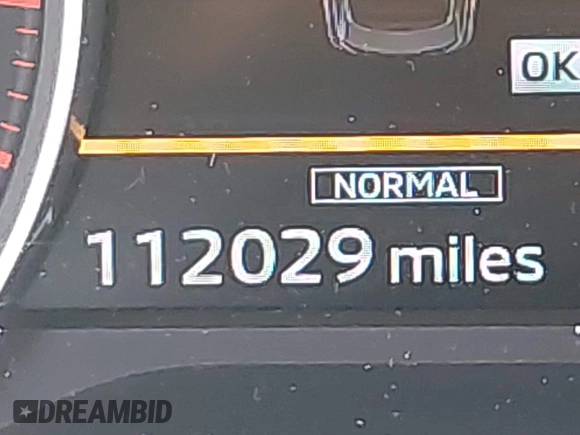 OK
NORMAL
112029 miles
DREAMBID